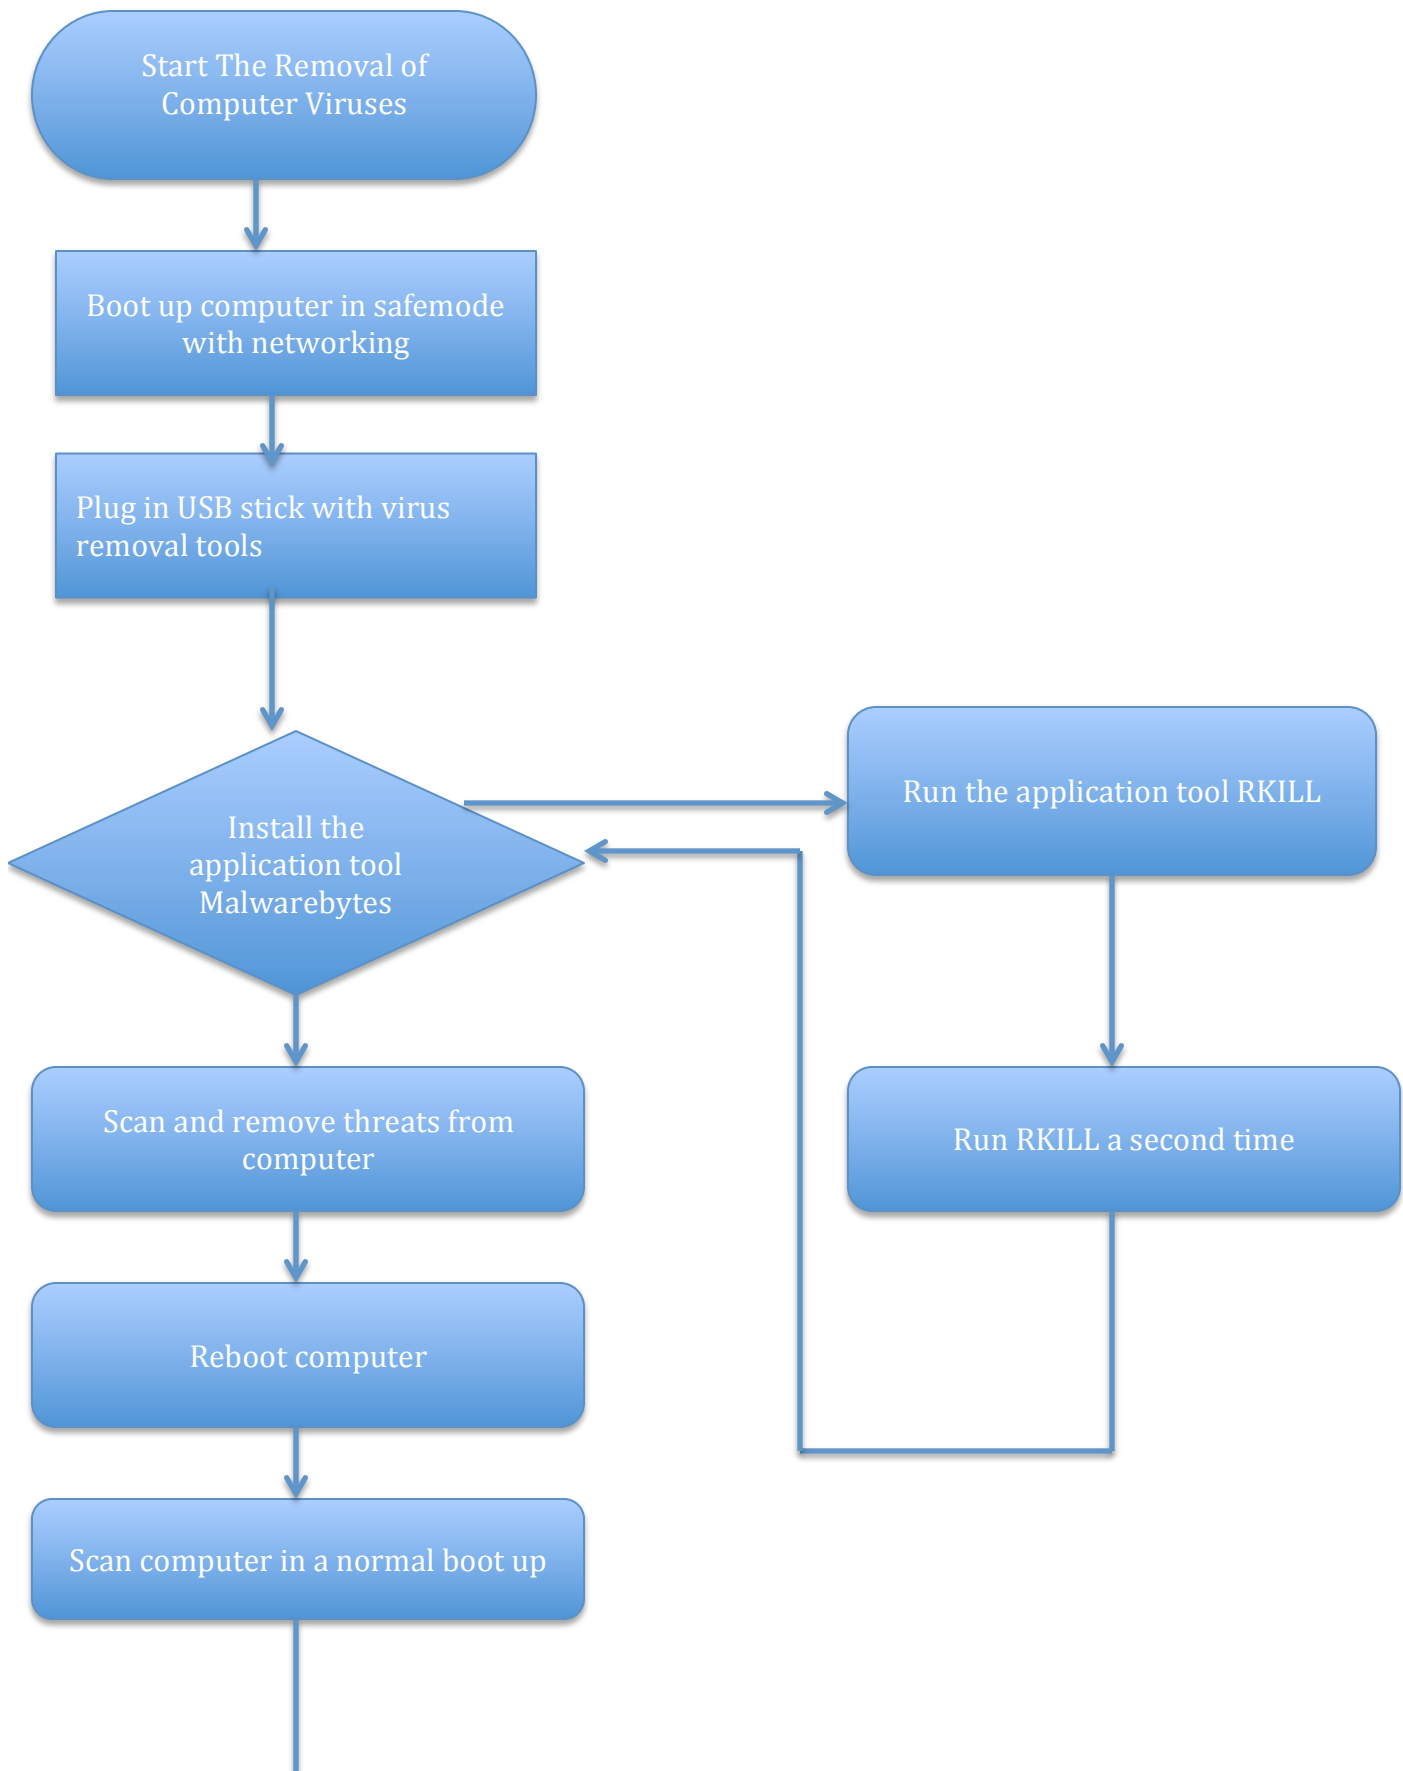 Start The Removal of
Computer Viruses
Boot up computer in safemode
with networking
Plug in USB stick with virus
removal tools
Install the
application tool
Malwarebytes
Run the application tool RKILL
Scan and remove threats from
computer
Run RKILL a second time
Reboot computer
Scan computer in a normal boot up